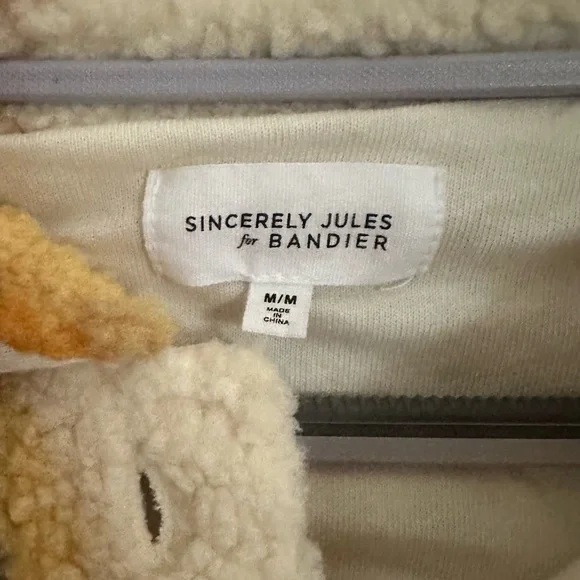 SINCERELY JULES
for BANDIER
M/M
MADE
IN
CHINA